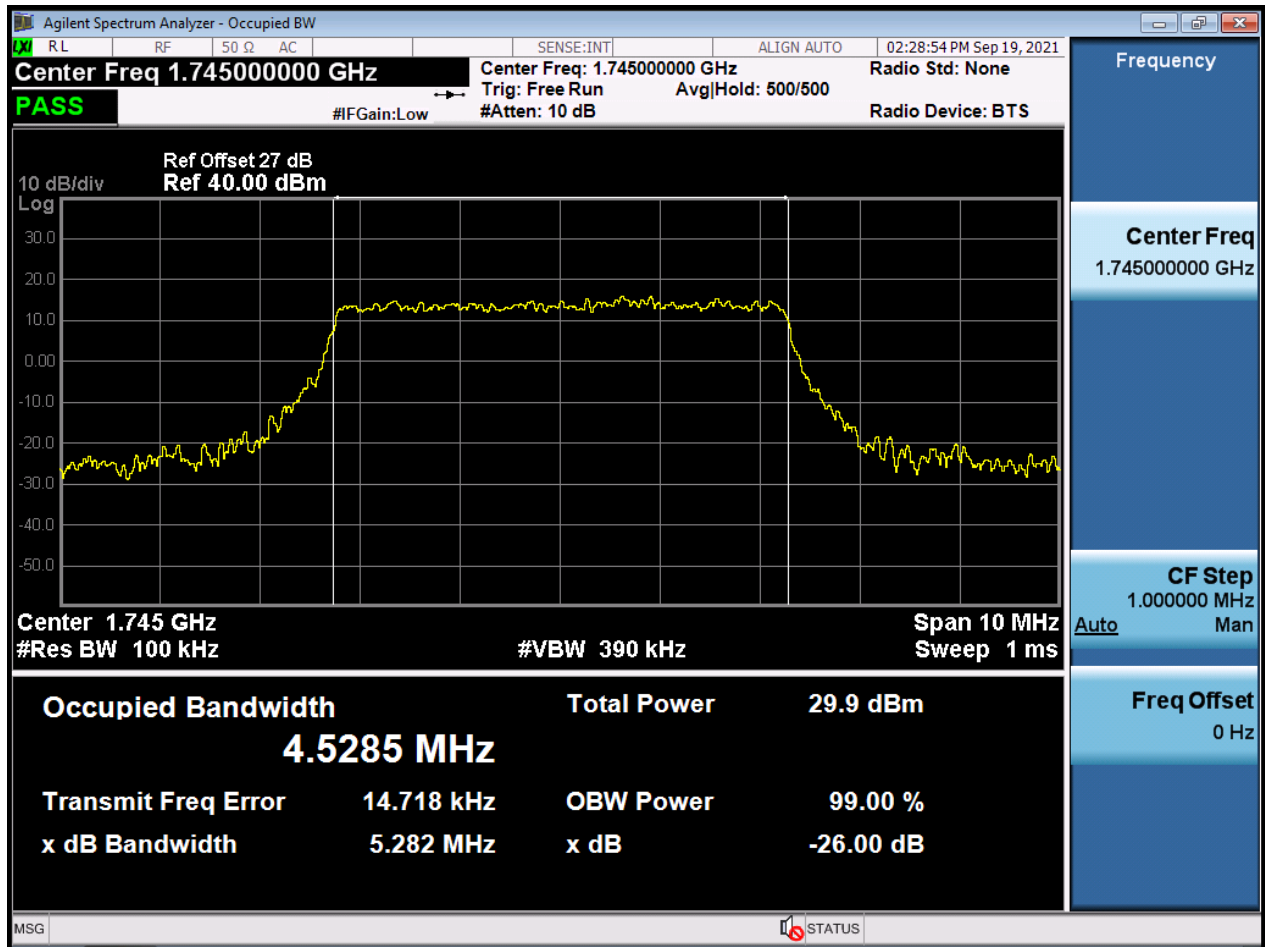 Agilent Spectrum Analyzer - Occupied BW
LXI RL RF 50 Ω AC SENSE:INT ALIGN AUTO 02:28:54 PM Sep 19, 2021
Center Freq 1.745000000 GHz
Center Freq: 1.745000000 GHz Radio Std: None
Trig: Free Run Avg|Hold: 500/500
PASS
#IFGain:Low #Atten: 10 dB Radio Device: BTS
Ref Offset 27 dB
10 dB/div Ref 40.00 dBm
Log
30.0
20.0
10.0
0.00
-10.0
-20.0
-30.0
-40.0
-50.0
Center 1.745 GHz Span 10 MHz
#Res BW 100 kHz #VBW 390 kHz Sweep 1 ms
Occupied Bandwidth Total Power 29.9 dBm
4.5285 MHz
Transmit Freq Error 14.718 kHz OBW Power 99.00 %
x dB Bandwidth 5.282 MHz x dB -26.00 dB
Frequency
Center Freq
1.745000000 GHz
CF Step
1.000000 MHz
Auto Man
Freq Offset
0 Hz
MSG STATUS